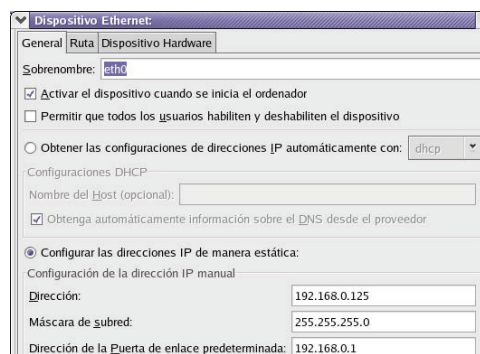 Dispositivo Ethernet:
General Ruta Dispositivo Hardware
Sobrenombre: eth0
Activar el dispositivo cuando se inicia el ordenador
Permitir que todos los usuarios habiliten y deshabiliten el dispositivo
Obtener las configuraciones de direcciones IP automáticamente con: dhcp
Configuraciones DHCP
Nombre del Host (opcional):
Obtenga automáticamente información sobre el DNS desde el proveedor
Configurar las direcciones IP de manera estática:
Configuración de la dirección IP manual
Dirección: 192.168.0.125
Máscara de subred: 255.255.255.0
Dirección de la Puerta de enlace predeterminada: 192.168.0.1